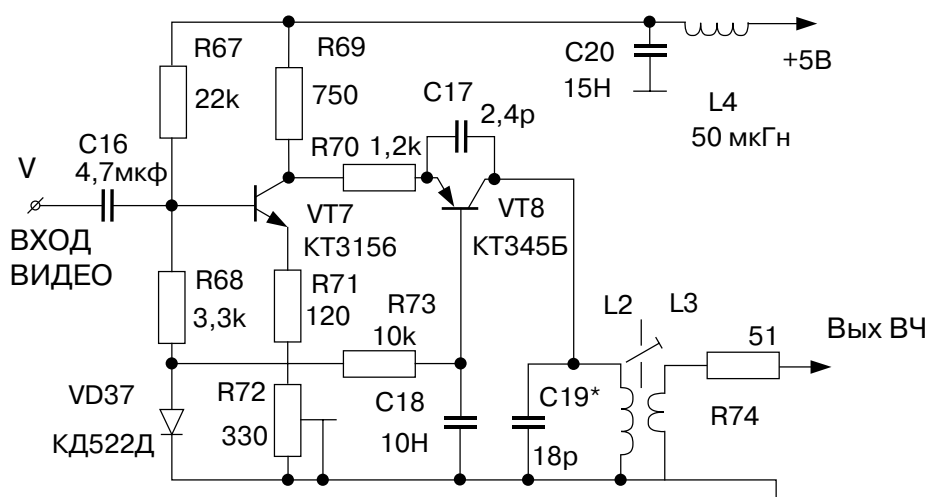 R67
22k
R69
750
C20
15Н
+5В
L4
50 мкГн
C17
2,4p
R70
1,2k
C16
4,7мкф
V
ВХОД
ВИДЕО
VT7
КТ3156
VT8
КТ345Б
R68
3,3k
R71
120
R73
10k
L2
L3
51
Вых ВЧ
R74
VD37
КД522Д
R72
330
C18
10Н
C19*
18p